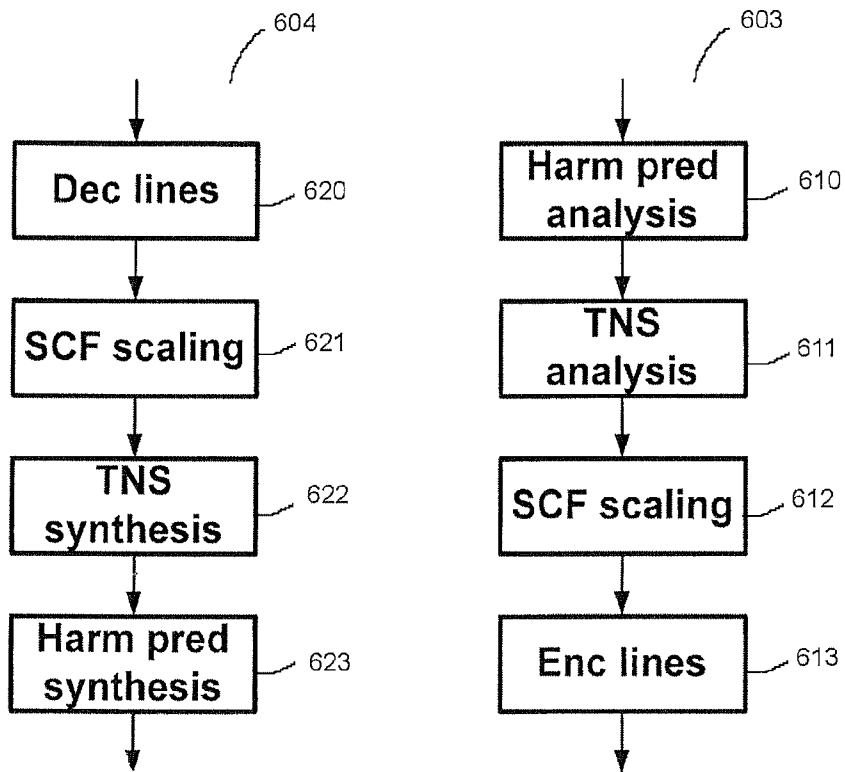 604
Dec lines
620
SCF scaling
621
TNS
synthesis
622
Harm pred
synthesis
623
603
Harm pred
analysis
610
TNS
analysis
611
SCF scaling
612
Enc lines
613